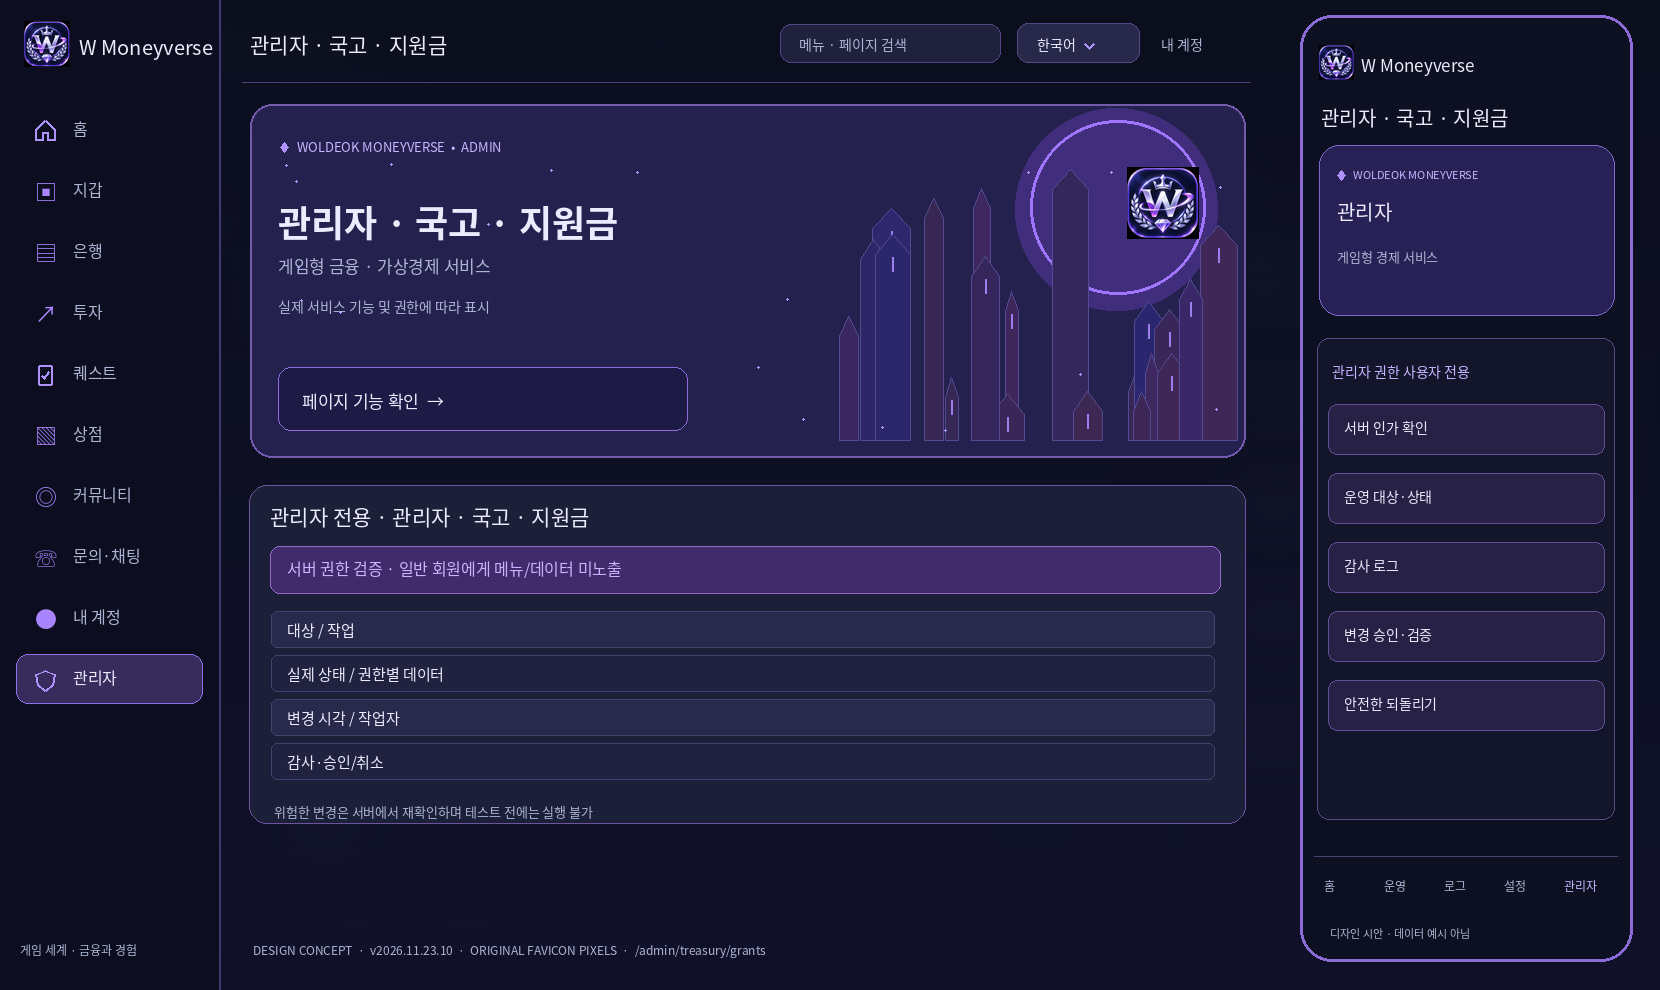 W Moneyverse
홈
지갑
은행
투자
퀘스트
상점
커뮤니티
문의·채팅
내 계정
관리자
게임 세계 · 금융과 경험
관리자 · 국고 · 지원금
메뉴 · 페이지 검색
한국어
내 계정
WOLDEOK MONEYVERSE • ADMIN
관리자 · 국고 · 지원금
게임형 금융 · 가상경제 서비스
실제 서비스 기능 및 권한에 따라 표시
페이지 기능 확인 →
관리자 전용 · 관리자 · 국고 · 지원금
서버 권한 검증 · 일반 회원에게 메뉴/데이터 미노출
대상 / 작업
실제 상태 / 권한별 데이터
변경 시각 / 작업자
감사·승인/취소
위험한 변경은 서버에서 재확인하며 테스트 전에는 실행 불가
DESIGN CONCEPT · v2026.11.23.10 · ORIGINAL FAVICON PIXELS · /admin/treasury/grants
W Moneyverse
관리자 · 국고 · 지원금
WOLDEOK MONEYVERSE
관리자
게임형 경제 서비스
관리자 권한 사용자 전용
서버 인가 확인
운영 대상·상태
감사 로그
변경 승인·검증
안전한 되돌리기
홈 운영 로그 설정 관리자
디자인 시안 · 데이터 예시 아님